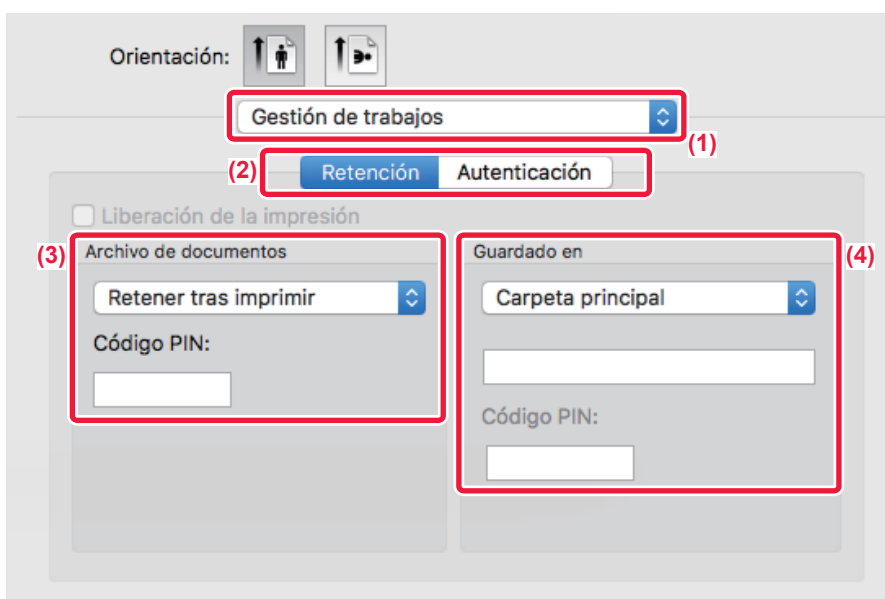 Orientación:
Gestión de trabajos
(1)
(2)
Retención Autenticación
Liberación de la impresión
(3)
Archivo de documentos
Retener tras imprimir
Código PIN:
(4)
Guardado en
Carpeta principal
Código PIN: